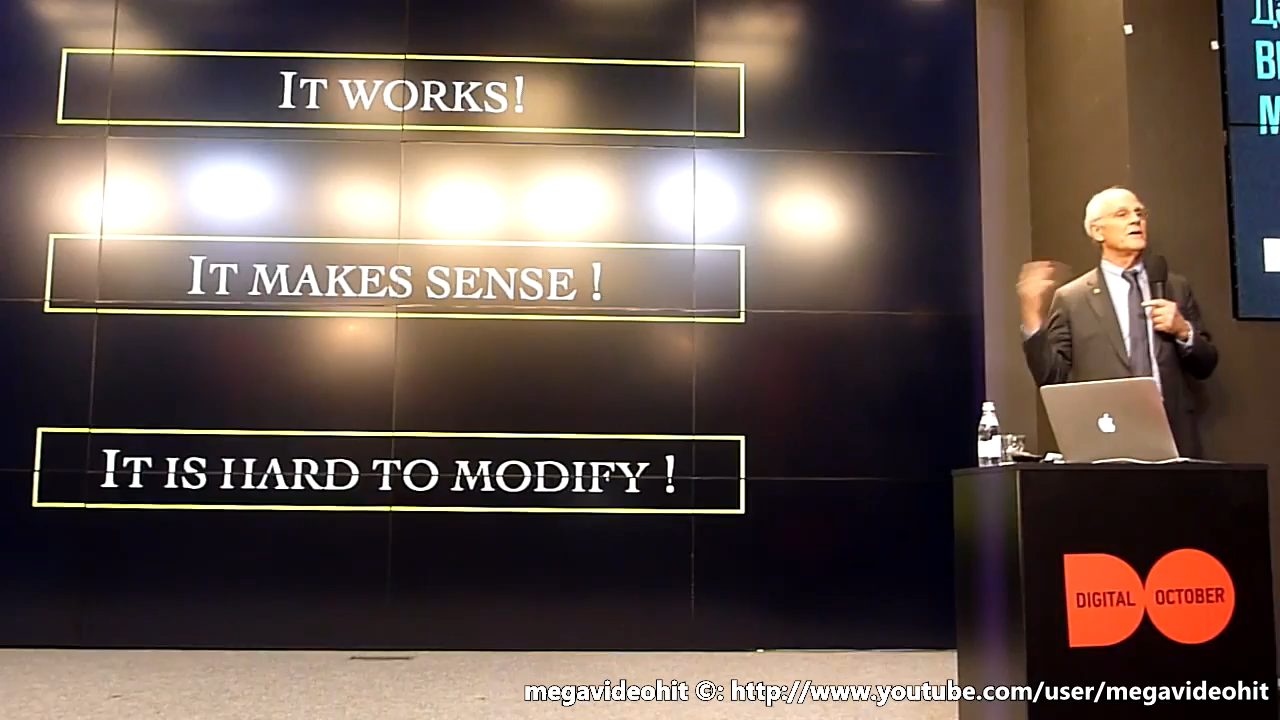 IT WORKS!
IT MAKES SENSE !
IT IS HARD TO MODIFY !
DIGITAL OCTOBER
megavideohit ©: http://www.youtube.com/user/megavideohit